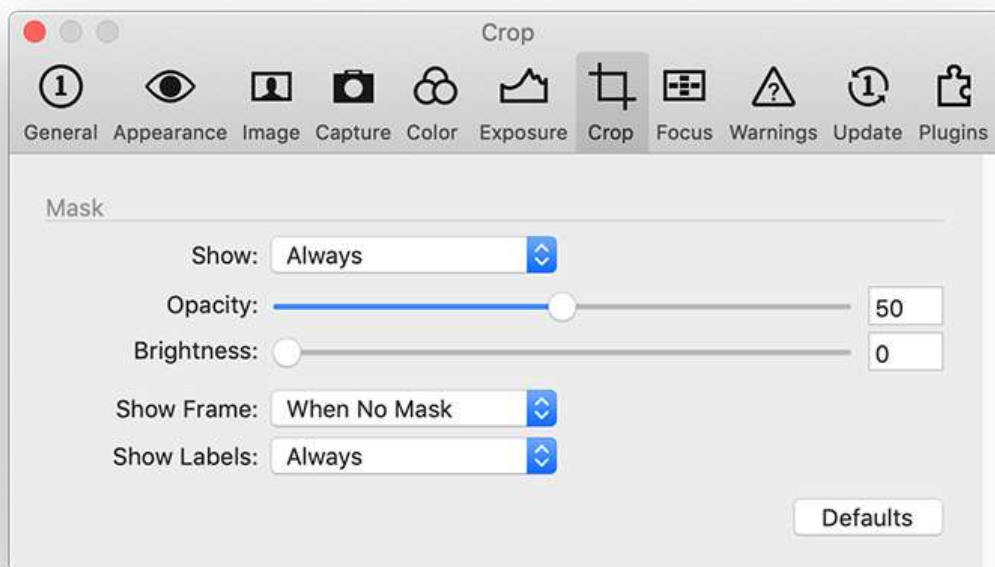 Crop
General Appearance Image Capture Color Exposure Crop Focus Warnings Update Plugins
Mask
Show: Always
Opacity: 50
Brightness: 0
Show Frame: When No Mask
Show Labels: Always
Defaults